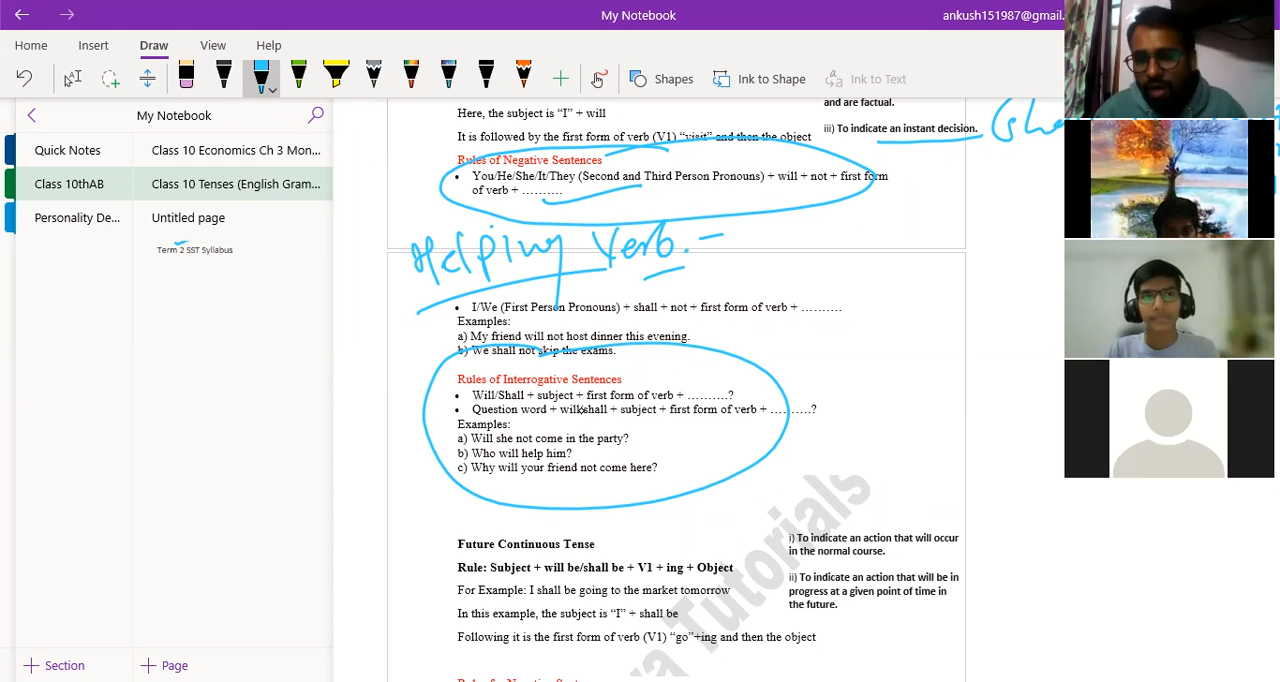 My Notebook
ankush151987@gmail.
Home Insert Draw View Help
Shapes Ink to Shape Ink to Text
My Notebook
Quick Notes
Class 10thAB
Personality De...
Class 10 Economics Ch 3 Mon...
Class 10 Tenses (English Gram...
Untitled page
Term 2 SST Syllabus
Section
Page
Here, the subject is “I” + will
It is followed by the first form of verb (V1) “visit” and then the object
and are factual.
iii) To indicate an instant decision.
Rules of Negative Sentences
• You/He/She/It/They (Second and Third Person Pronouns) + will + not + first form
of verb + ……….
Helping Verb. –
• I/We (First Person Pronouns) + shall + not + first form of verb + ……….
Examples:
a) My friend will not host dinner this evening.
b) We shall not skip the exams.
Rules of Interrogative Sentences
• Will/Shall + subject + first form of verb + ……….?
• Question word + will/shall + subject + first form of verb + ……….?
Examples:
a) Will she not come in the party?
b) Who will help him?
c) Why will your friend not come here?
Future Continuous Tense
Rule: Subject + will be/shall be + V1 + ing + Object
For Example: I shall be going to the market tomorrow
In this example, the subject is “I” + shall be
Following it is the first form of verb (V1) “go”+ing and then the object
i) To indicate an action that will occur
in the normal course.
ii) To indicate an action that will be in
progress at a given point of time in
the future.
Tutorials